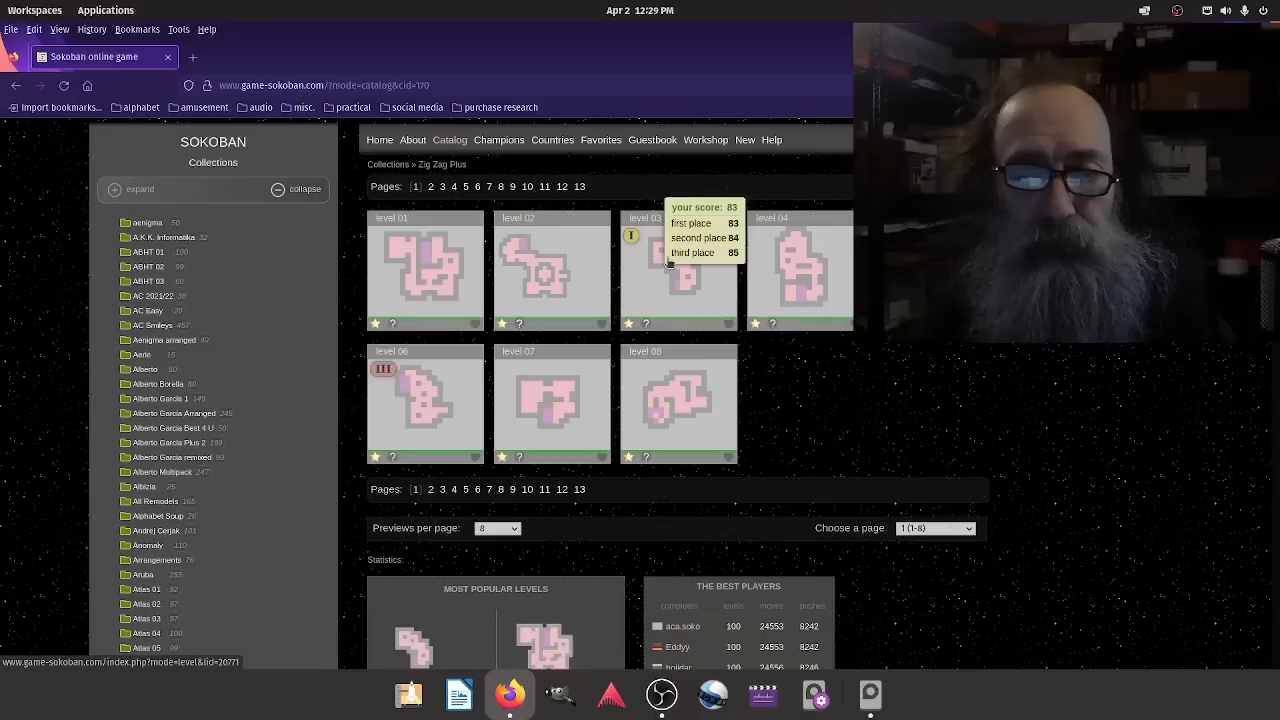 Workspaces Applications Apr 2 12:29 PM
File Edit View History Bookmarks Tools Help
Sokoban online game
www.game-sokoban.com/?mode=catalog&cid=170
Import bookmarks... alphabet amusement audio misc. practical social media purchase research
SOKOBAN
Collections
expand collapse
aenigma 50
A.K.K. Informatika 32
ABHT 01 100
ABHT 02 99
ABHT 03 60
AC 2021/22 38
AC Easy 20
AC Smileys 457
Aenigma arranged 49
Aerie 15
Alberto 50
Alberto Borella 80
Alberto Garcia 1 149
Alberto Garcia Arranged 245
Alberto Garcia Best 4 U 50
Alberto Garcia Plus 2 199
Alberto Garcia remixed 99
Alberto Multipack 247
Albizia 25
All Remodels 165
Alphabet Soup 26
Andrej Cerjak 101
Anomaly 110
Arrangements 76
Aruba 253
Atlas 01 92
Atlas 02 97
Atlas 03 97
Atlas 04 100
Atlas 05 99
Home About Catalog Champions Countries Favorites Guestbook Workshop New Help
Collections » Zig Zag Plus
Pages: [1] 2 3 4 5 6 7 8 9 10 11 12 13
level 01 level 02 level 03 level 04
I
your score: 83
first place 83
second place 84
third place 85
? ? ? ?
level 06 level 07 level 08
III
? ? ?
Pages: [1] 2 3 4 5 6 7 8 9 10 11 12 13
Previews per page: 8 Choose a page 1 (1-8)
Statistics:
MOST POPULAR LEVELS
THE BEST PLAYERS
completed levels moves pushes
aca.soko 100 24553 8242
Eddyy 100 24553 8242
100 24556 8246
www.game-sokoban.com/index.php?mode=level&lid=20771